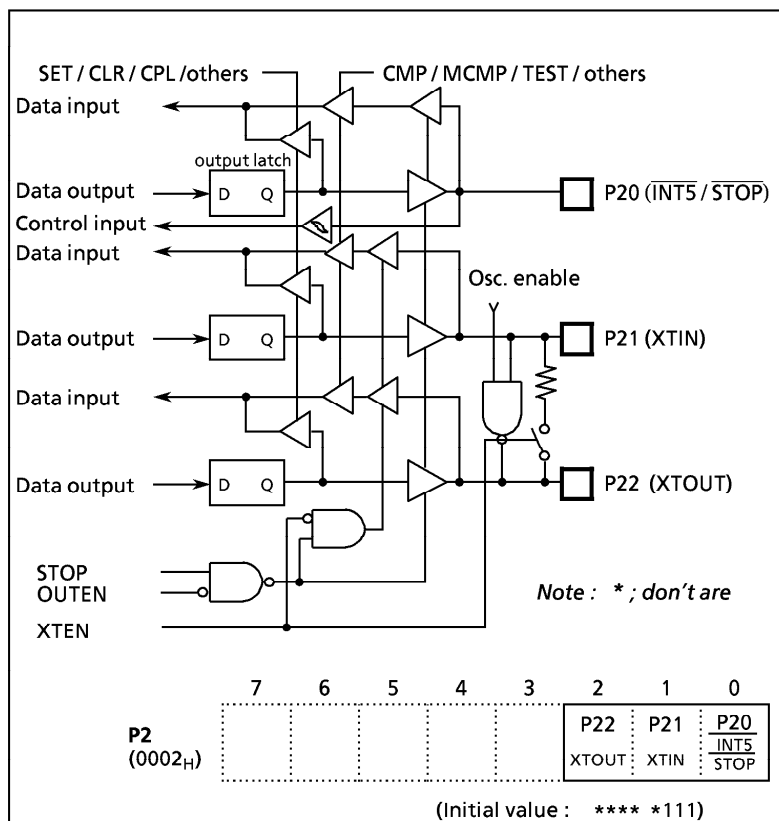 SET / CLR / CPL /others
CMP / MCMP / TEST / others
Data input
output latch
Data output
D Q
P20 (INT5 / STOP)
Control input
Data input
Osc. enable
Data output
D Q
P21 (XTIN)
Data input
Data output
D Q
P22 (XTOUT)
STOP
OUTEN
XTEN
Note : * ; don't are
7 6 5 4 3 2 1 0
P2
(0002H)
P22
XTOUT
P21
XTIN
P20
INT5
STOP
(Initial value : **** *111)